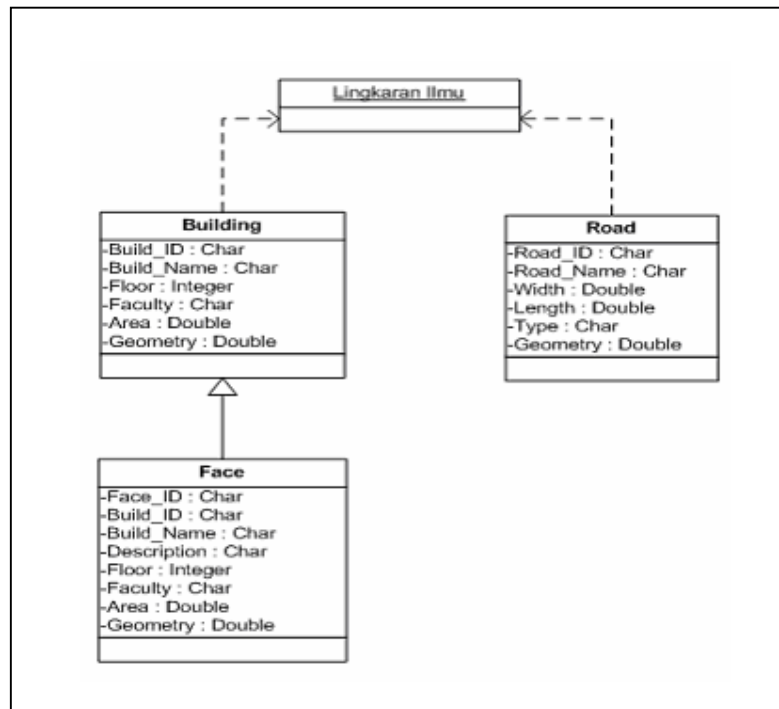 Lingkaran Ilmu
Building
-Build_ID : Char
-Build_Name : Char
-Floor : Integer
-Faculty : Char
-Area : Double
-Geometry : Double
Road
-Road_ID : Char
-Road_Name : Char
-Width : Double
-Length : Double
-Type : Char
-Geometry : Double
Face
-Face_ID : Char
-Build_ID : Char
-Build_Name : Char
-Description : Char
-Floor : Integer
-Faculty : Char
-Area : Double
-Geometry : Double